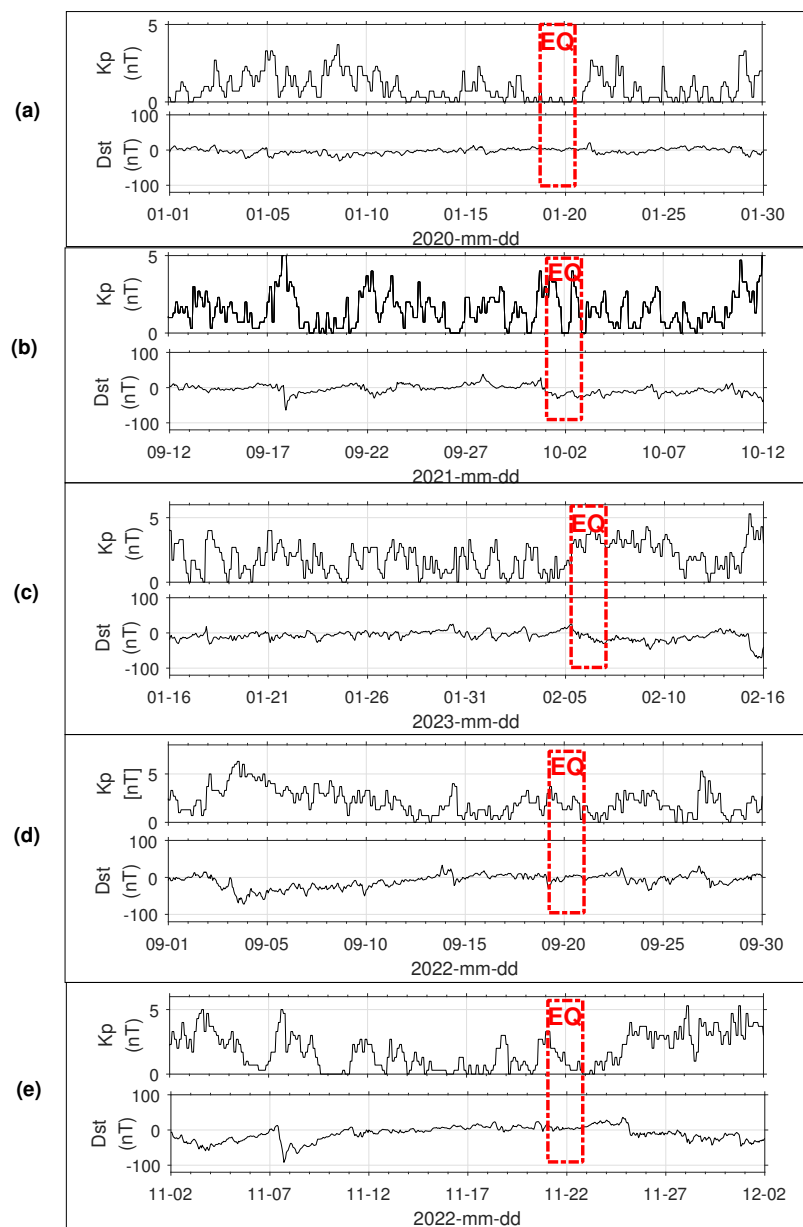 (a)
Kp
(nT)
5
0
EQ
Dst
(nT)
100
0
-100
01-01 01-05 01-10 01-15 01-20 01-25 01-30
2020-mm-dd
(b)
Kp
(nT)
5
0
EQ
Dst
(nT)
100
0
-100
09-12 09-17 09-22 09-27 10-02 10-07 10-12
2021-mm-dd
(c)
Kp
(nT)
5
0
EQ
Dst
(nT)
100
0
-100
01-16 01-21 01-26 01-31 02-05 02-10 02-16
2023-mm-dd
(d)
Kp
[nT]
5
0
EQ
Dst
(nT)
100
0
-100
09-01 09-05 09-10 09-15 09-20 09-25 09-30
2022-mm-dd
(e)
Kp
(nT)
5
0
EQ
Dst
(nT)
100
0
-100
11-02 11-07 11-12 11-17 11-22 11-27 12-02
2022-mm-dd